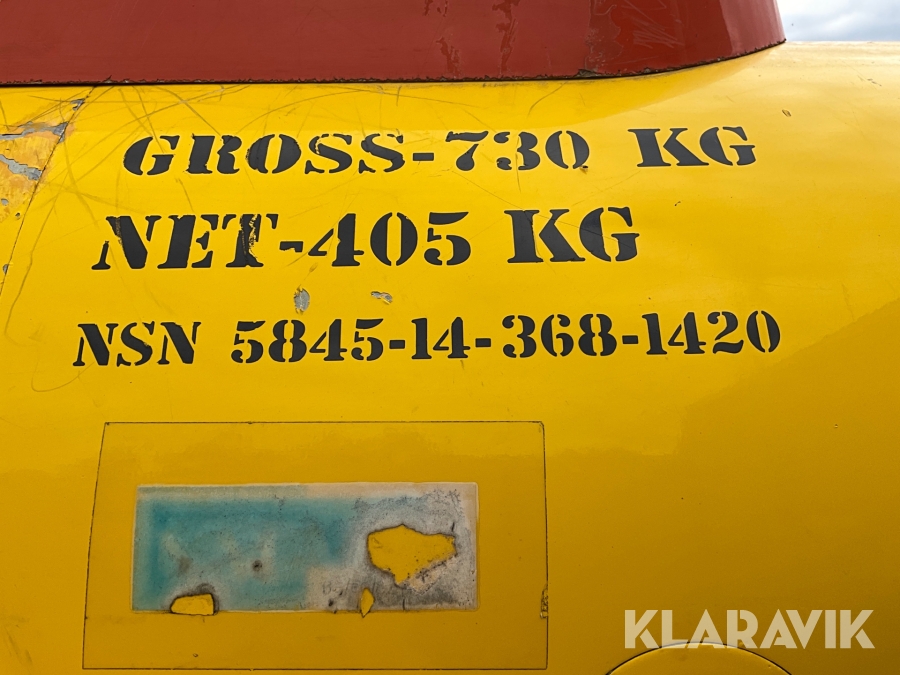 GROSS-730 KG
NET-405 KG
NSN 5845-14-368-1420
KLARAVIK